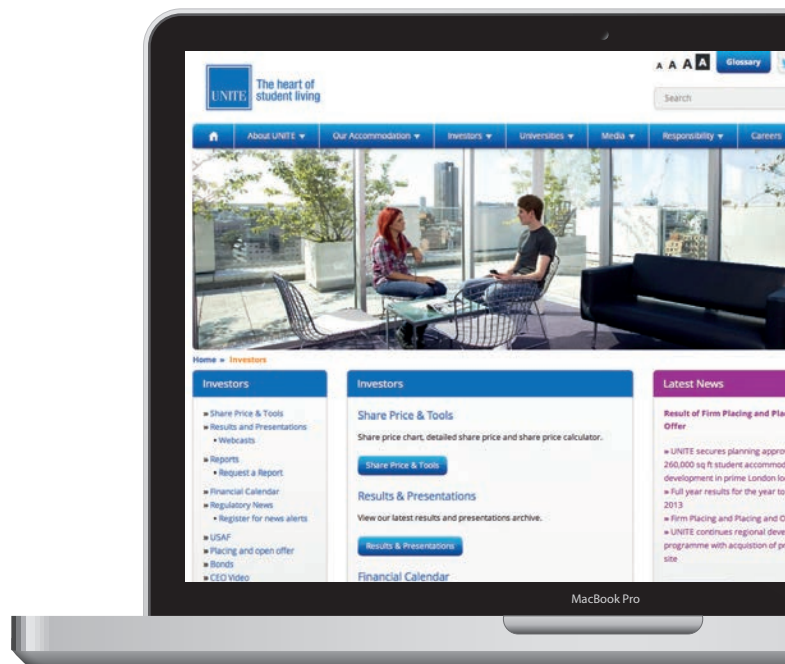 A A A A Glossary
UNITE
The heart of
student living
Search
About UNITE Our Accommodation Investors Universities Media Responsibility Careers
Home » Investors
Investors
» Share Price & Tools
» Results and Presentations
• Webcasts
» Reports
• Request a Report
» Financial Calendar
» Regulatory News
• Register for news alerts
» USAF
» Placing and open offer
» Bonds
» CEO Video
Investors
Share Price & Tools
Share price chart, detailed share price and share price calculator.
Share Price & Tools
Results & Presentations
View our latest results and presentations archive.
Results & Presentations
Financial Calendar
Latest News
Result of Firm Placing and Pla
Offer
» UNITE secures planning approv
260,000 sq ft student accommod
development in prime London lo
» Full year results for the year to
2013
» Firm Placing and Placing and O
» UNITE continues regional deve
programme with acquistion of pr
site
MacBook Pro